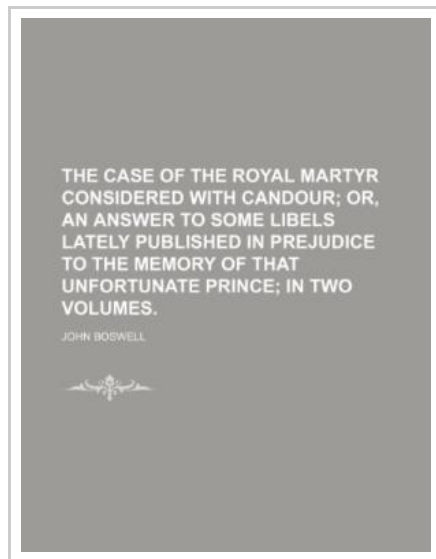 THE CASE OF THE ROYAL MARTYR
CONSIDERED WITH CANDOUR; OR,
AN ANSWER TO SOME LIBELS
LATELY PUBLISHED IN PREJUDICE
TO THE MEMORY OF THAT
UNFORTUNATE PRINCE; IN TWO
VOLUMES.
JOHN BOSWELL